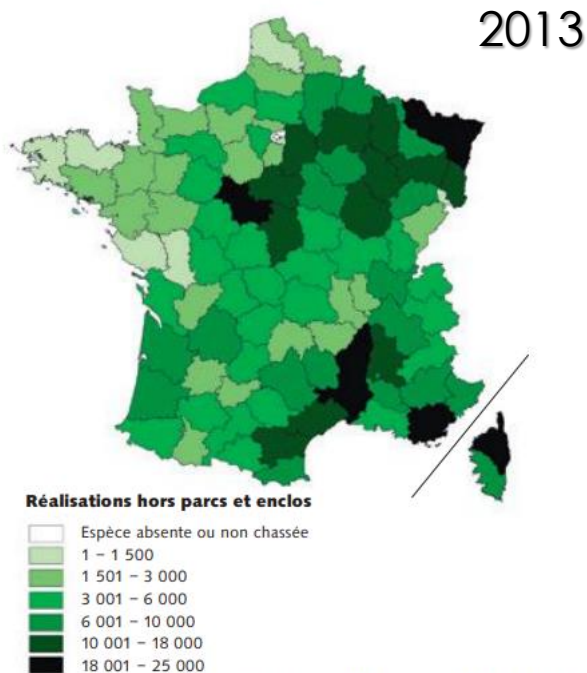 2013
Réalisations hors parcs et enclos
Espèce absente ou non chassée
1 – 1 500
1 501 – 3 000
3 001 – 6 000
6 001 – 10 000
10 001 – 18 000
18 001 – 25 000